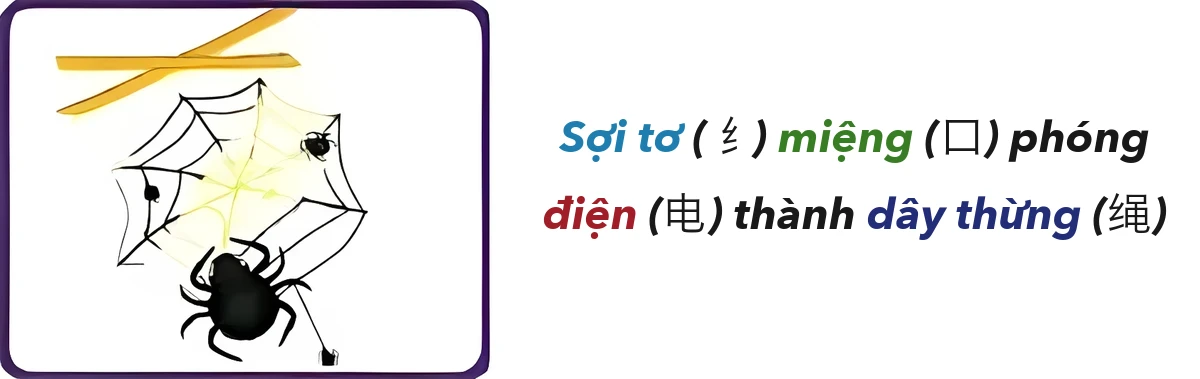 Sợi tơ ( 纟) miệng (口) phóng
điện (电) thành dây thừng (绳)